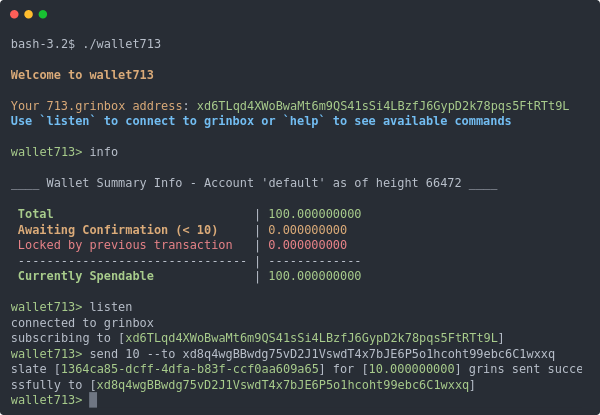 bash-3.2$ ./wallet713
Welcome to wallet713
Your 713.grinbox address: xd6TLqd4XWoBwaMt6m9QS41sSi4LBzfJ6GypD2k78pqs5FtRTt9L
Use `listen` to connect to grinbox or `help` to see available commands
wallet713> info
____ Wallet Summary Info - Account 'default' as of height 66472 ____
Total | 100.000000000
Awaiting Confirmation (< 10) | 0.000000000
Locked by previous transaction | 0.000000000
-------------------------------- | -------------
Currently Spendable | 100.000000000
wallet713> listen
connected to grinbox
subscribing to [xd6TLqd4XWoBwaMt6m9QS41sSi4LBzfJ6GypD2k78pqs5FtRTt9L]
wallet713> send 10 --to xd8q4wgBBwdg75vD2J1VswdT4x7bJE6P5o1hcoht99ebc6C1wxxq
slate [1364ca85-dcff-4dfa-b83f-ccf0aa609a65] for [10.000000000] grins sent succe
ssfully to [xd8q4wgBBwdg75vD2J1VswdT4x7bJE6P5o1hcoht99ebc6C1wxxq]
wallet713>